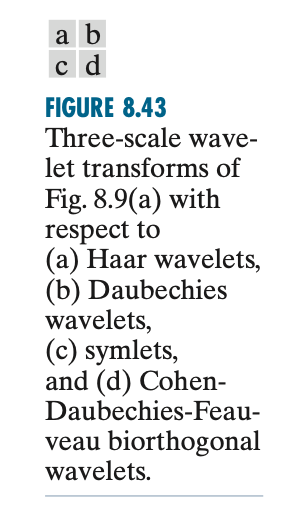 a b
c d
FIGURE 8.43
Three-scale wave-
let transforms of
Fig. 8.9(a) with
respect to
(a) Haar wavelets,
(b) Daubechies
wavelets,
(c) symlets,
and (d) Cohen-
Daubechies-Feau-
veau biorthogonal
wavelets.